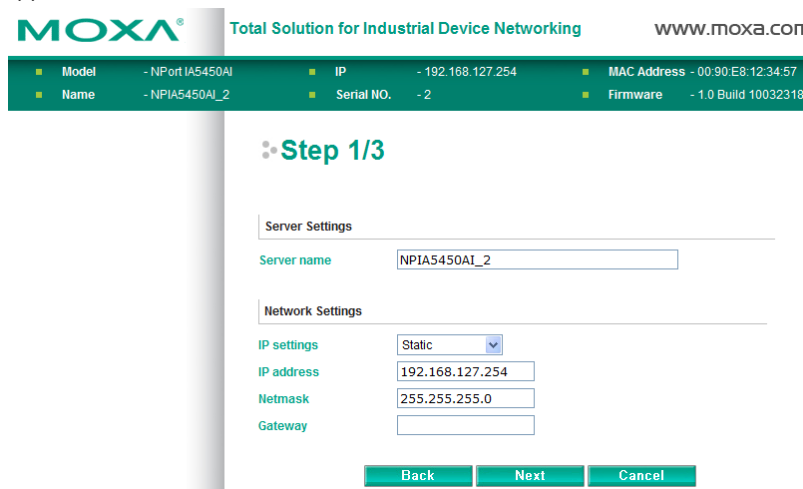 MOXA® Total Solution for Industrial Device Networking www.moxa.com
Model - NPort IA5450AI IP - 192.168.127.254 MAC Address - 00:90:E8:12:34:57
Name - NPIA5450AI_2 Serial NO. - 2 Firmware - 1.0 Build 10032318
Step 1/3
Server Settings
Server name NPIA5450AI_2
Network Settings
IP settings Static
IP address 192.168.127.254
Netmask 255.255.255.0
Gateway
Back Next Cancel